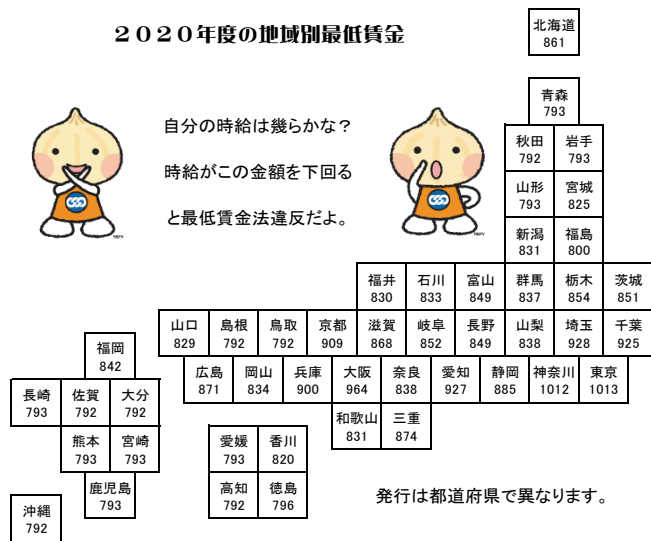 2020年度の地域別最低賃金
自分の時給は幾らかな？
時給がこの金額を下回る
と最低賃金法違反だよ。
北海道
861
青森
793
秋田
792
岩手
793
山形
793
宮城
825
新潟
831
福島
800
福井
830
石川
833
富山
849
群馬
837
栃木
854
茨城
851
山口
829
島根
792
鳥取
792
京都
909
滋賀
868
岐阜
852
長野
849
山梨
838
埼玉
928
千葉
925
福岡
842
広島
871
岡山
834
兵庫
900
大阪
964
奈良
838
愛知
927
静岡
885
神奈川
1012
東京
1013
長崎
793
佐賀
792
大分
792
和歌山
831
三重
874
熊本
793
宮崎
793
愛媛
793
香川
820
鹿児島
793
高知
792
徳島
796
沖縄
792
発行は都道府県で異なります。